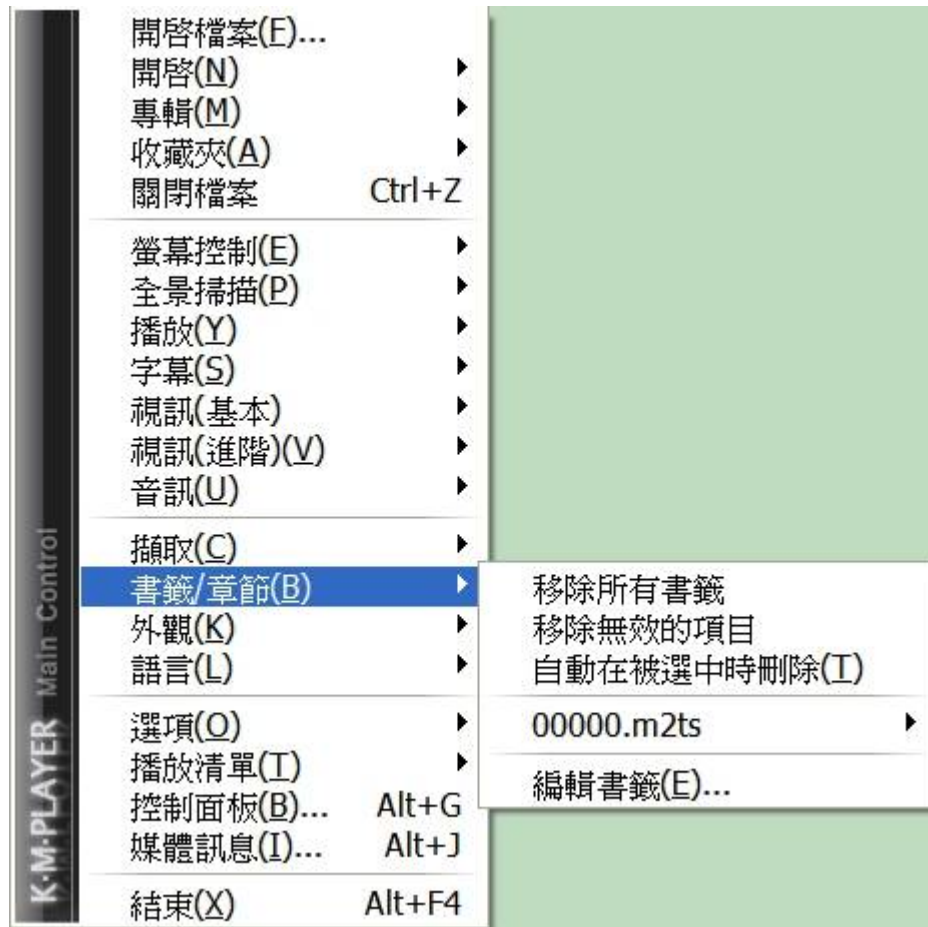 開啓檔案(F)...
開啓(N)
專輯(M)
收藏夾(A)
關閉檔案 Ctrl+Z
螢幕控制(E)
全景掃描(P)
播放(Y)
字幕(S)
視訊(基本)
視訊(進階)(V)
音訊(U)
擷取(C)
書籤/章節(B)
外觀(K)
語言(L)
選項(O)
播放清單(T)
控制面板(B)... Alt+G
媒體訊息(I)... Alt+J
結束(X) Alt+F4
移除所有書籤
移除無效的項目
自動在被選中時刪除(T)
00000.m2ts
編輯書籤(E)...
K·M·PLAYER Main Control